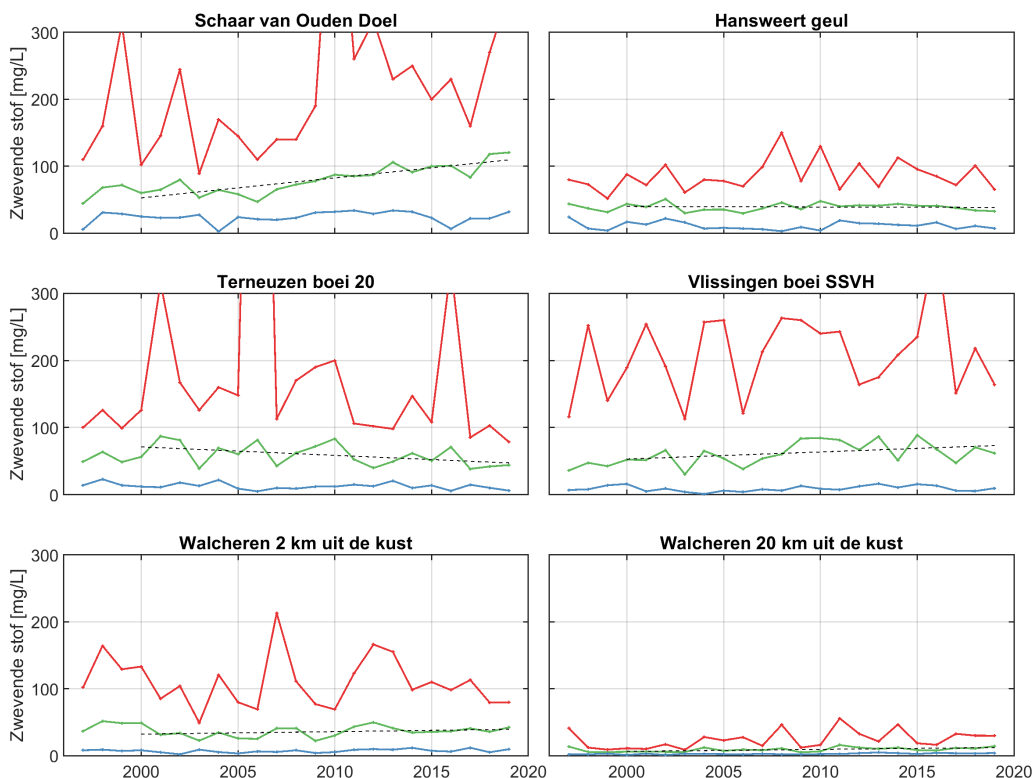 Schaar van Ouden Doel
Hansweert geul
300
200
100
0
Zwevende stof [mg/L]
Terneuzen boei 20
Vlissingen boei SSVH
300
200
100
0
Zwevende stof [mg/L]
Walcheren 2 km uit de kust
Walcheren 20 km uit de kust
300
200
100
0
Zwevende stof [mg/L]
2000 2005 2010 2015 2020
2000 2005 2010 2015 2020